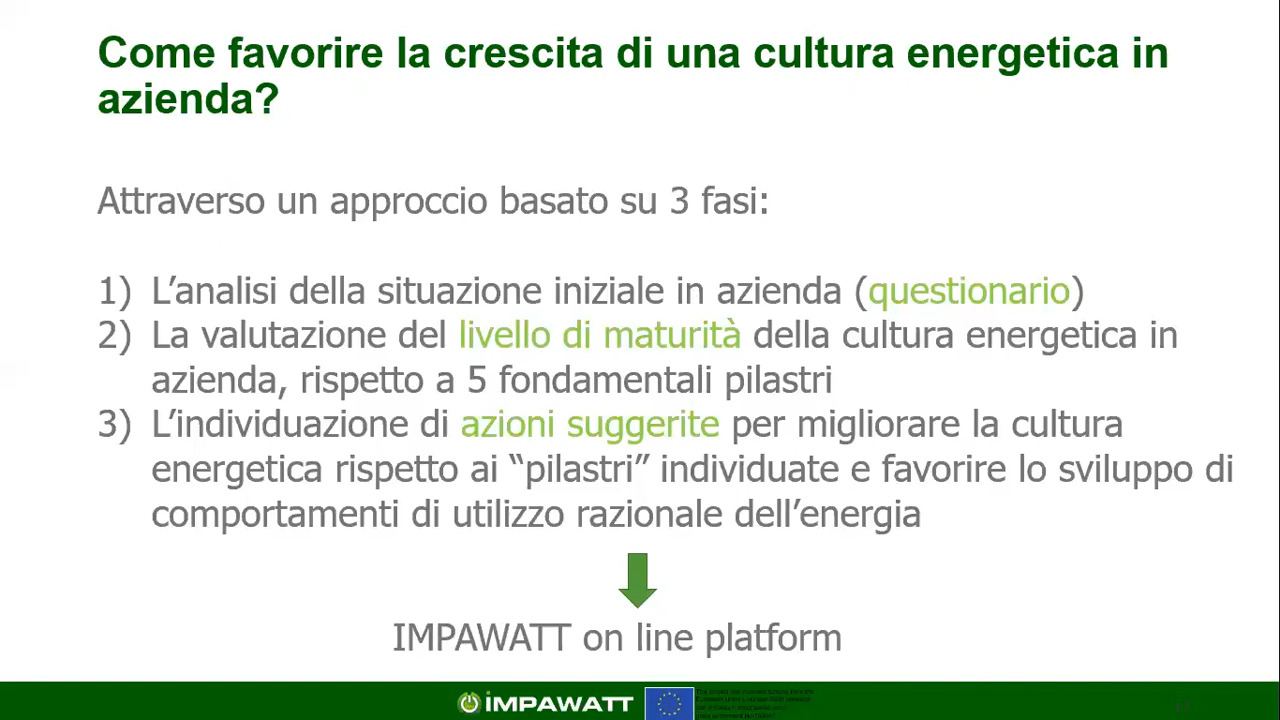 Come favorire la crescita di una cultura energetica in
azienda?
Attraverso un approccio basato su 3 fasi:
1) L’analisi della situazione iniziale in azienda (questionario)
2) La valutazione del livello di maturità della cultura energetica in
azienda, rispetto a 5 fondamentali pilastri
3) L’individuazione di azioni suggerite per migliorare la cultura
energetica rispetto ai “pilastri” individuate e favorire lo sviluppo di
comportamenti di utilizzo razionale dell’energia
IMPAWATT on line platform
iMPAWATT